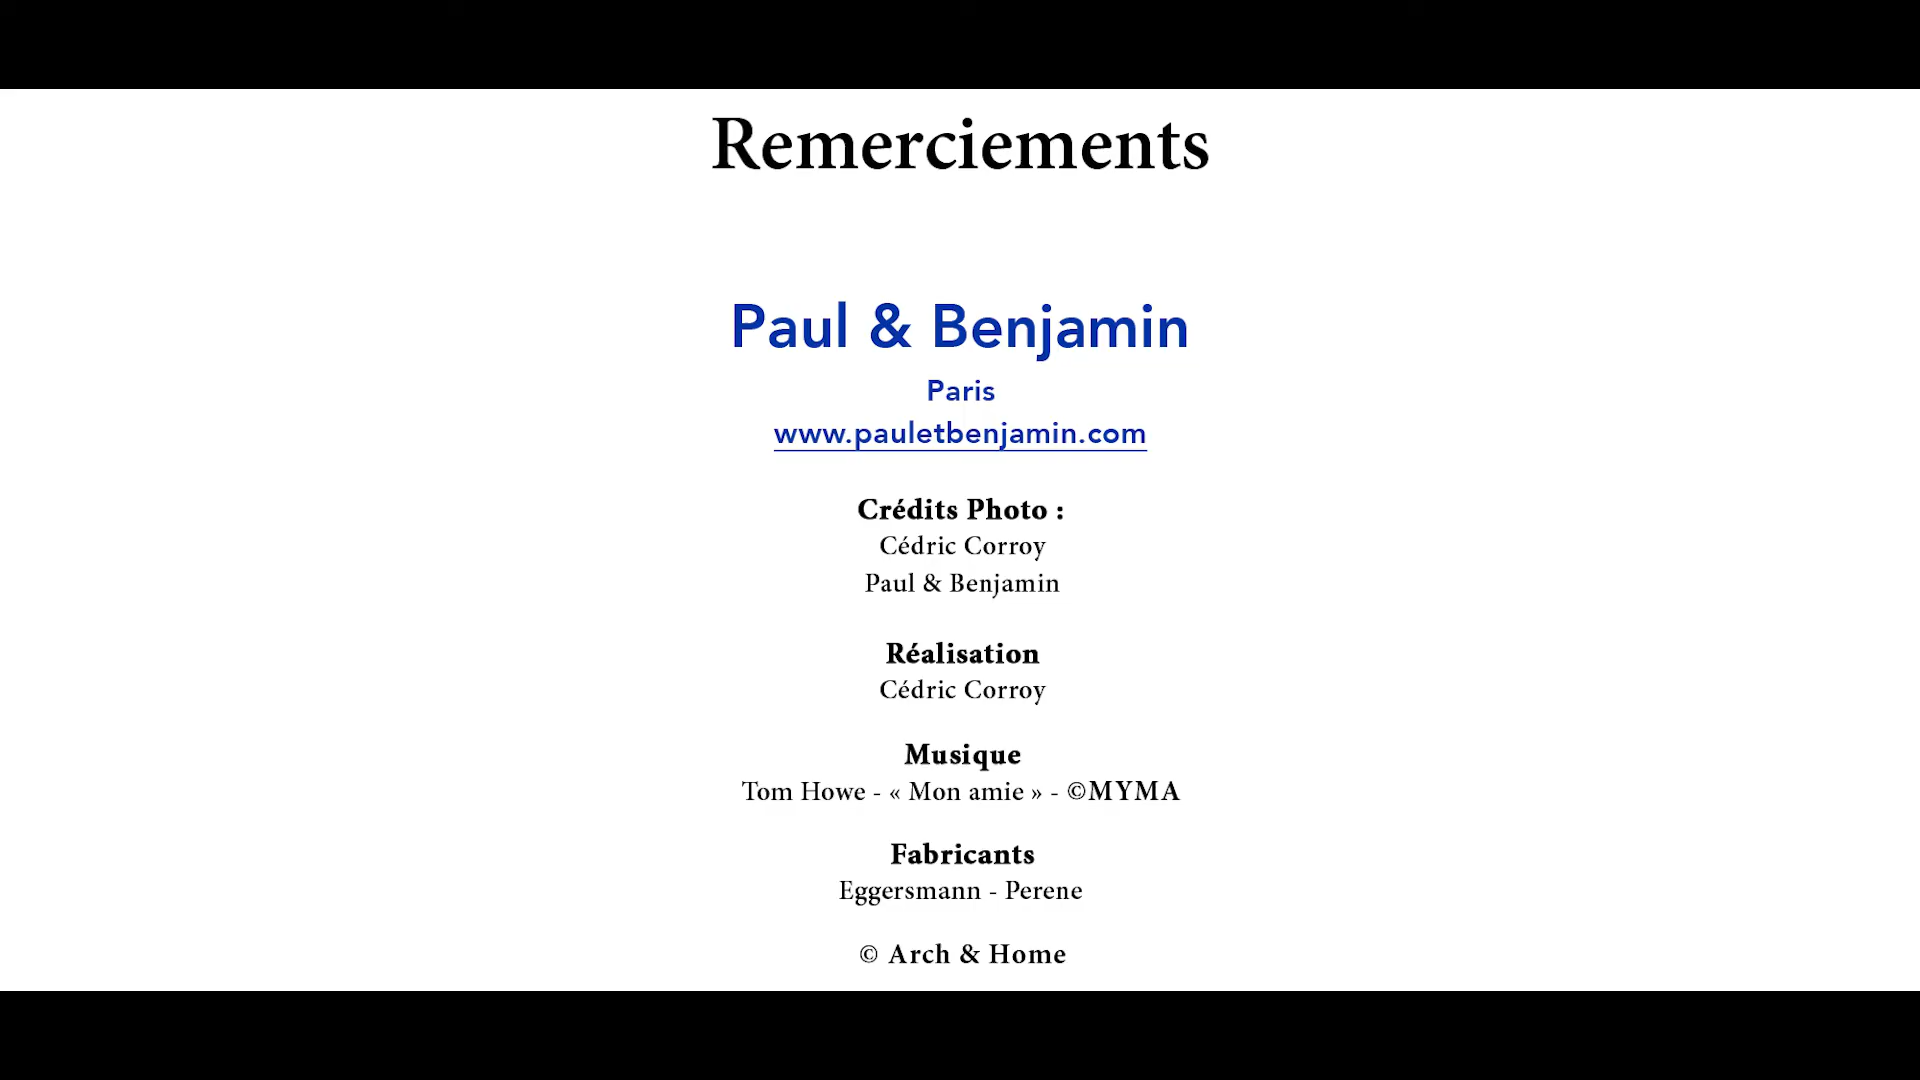 Remerciements
Paul & Benjamin
Paris
www.pauletbenjamin.com
Crédits Photo :
Cédric Corroy
Paul & Benjamin
Réalisation
Cédric Corroy
Musique
Tom Howe - « Mon amie » - ©MYMA
Fabricants
Eggersmann - Perene
© Arch & Home